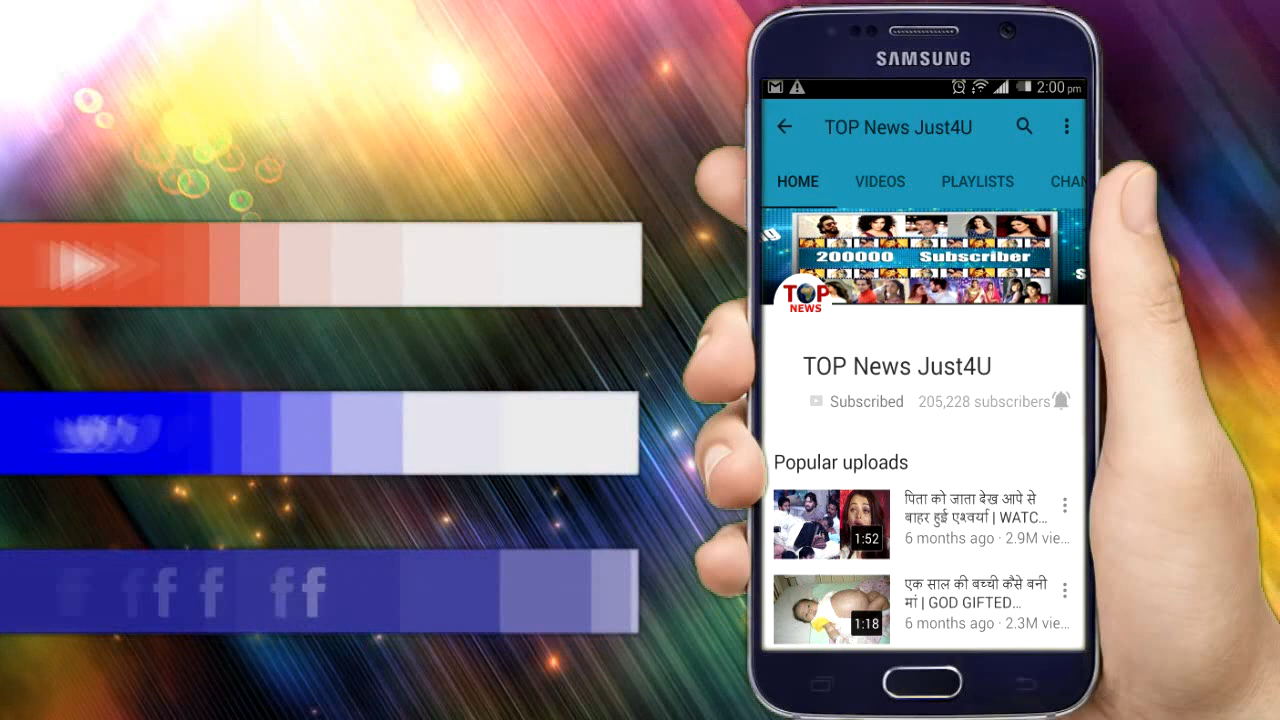 SAMSUNG
2:00 pm
TOP News Just4U
HOME VIDEOS PLAYLISTS CHAN
200000 Subscriber
TOP
NEWS
TOP News Just4U
Subscribed 205,228 subscribers
Popular uploads
पिता को जाता देख आपे से
बाहर हुई एश्वर्या | WATC...
6 months ago · 2.9M vie...
1:52
एक साल की बच्ची कैसे बनी
मां | GOD GIFTED...
6 months ago · 2.3M vie...
1:18
f f f f f